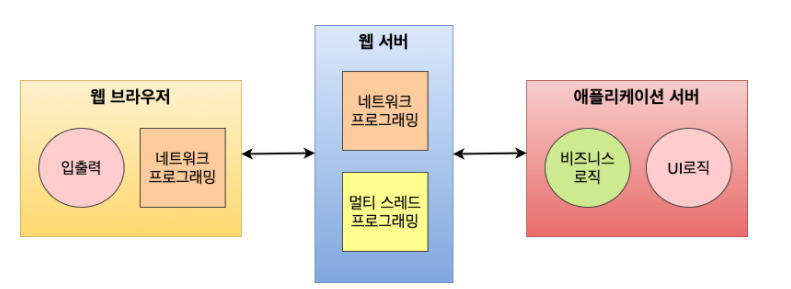 웹 브라우저
입출력
네트워크
프로그래밍
웹 서버
네트워크
프로그래밍
멀티 스레드
프로그래밍
애플리케이션 서버
비즈니스
로직
UI로직